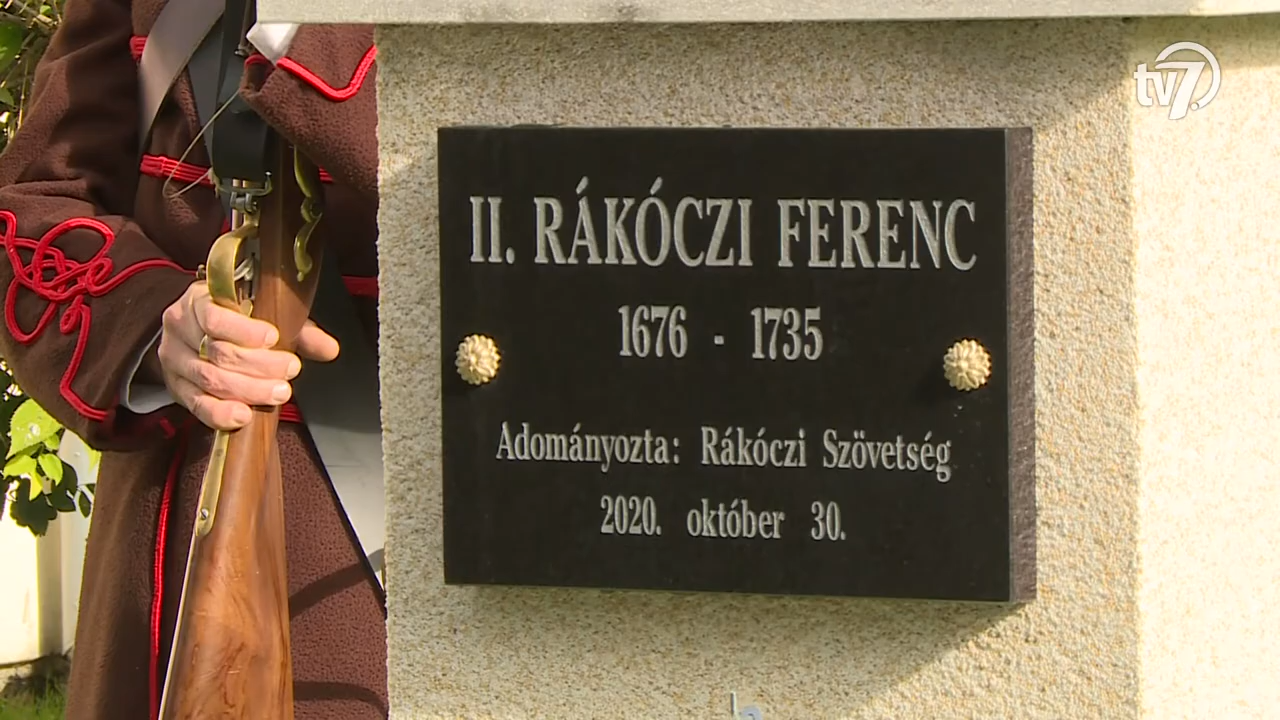 tv7.
II. RÁKÓCZI FERENC
1676 - 1735
Adományozta: Rákóczi Szövetség
2020. október 30.